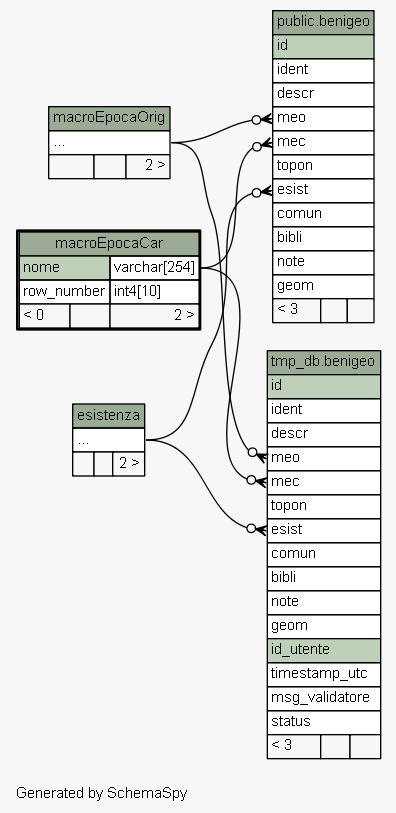 public.benigeo
id
ident
descr
meo
mec
topon
esist
comun
bibli
note
geom
< 3
macroEpocaOrig
...
2 >
macroEpocaCar
nome varchar[254]
row_number int4[10]
< 0 2 >
esistenza
...
2 >
tmp_db.benigeo
id
ident
descr
meo
mec
topon
esist
comun
bibli
note
geom
id_utente
timestamp_utc
msg_validatore
status
< 3
Generated by SchemaSpy